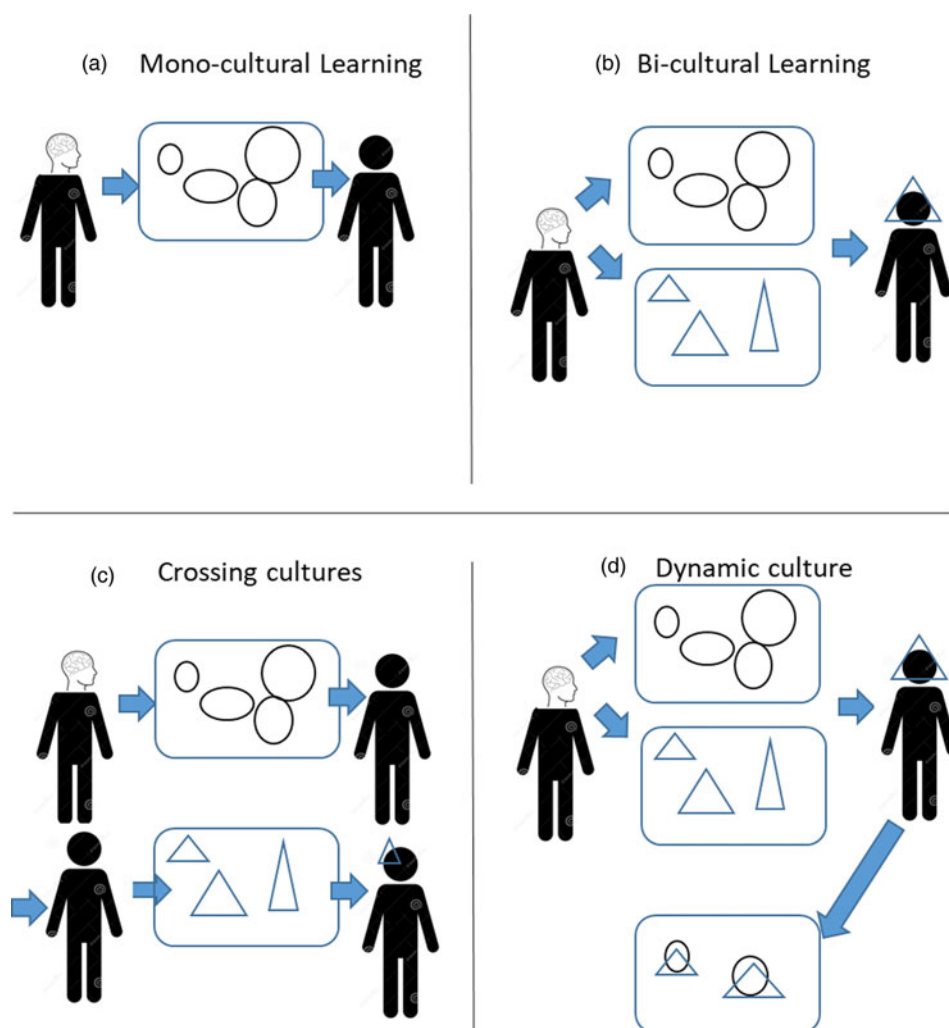 (a) Mono-cultural Learning
(b) Bi-cultural Learning
(c) Crossing cultures
(d) Dynamic culture